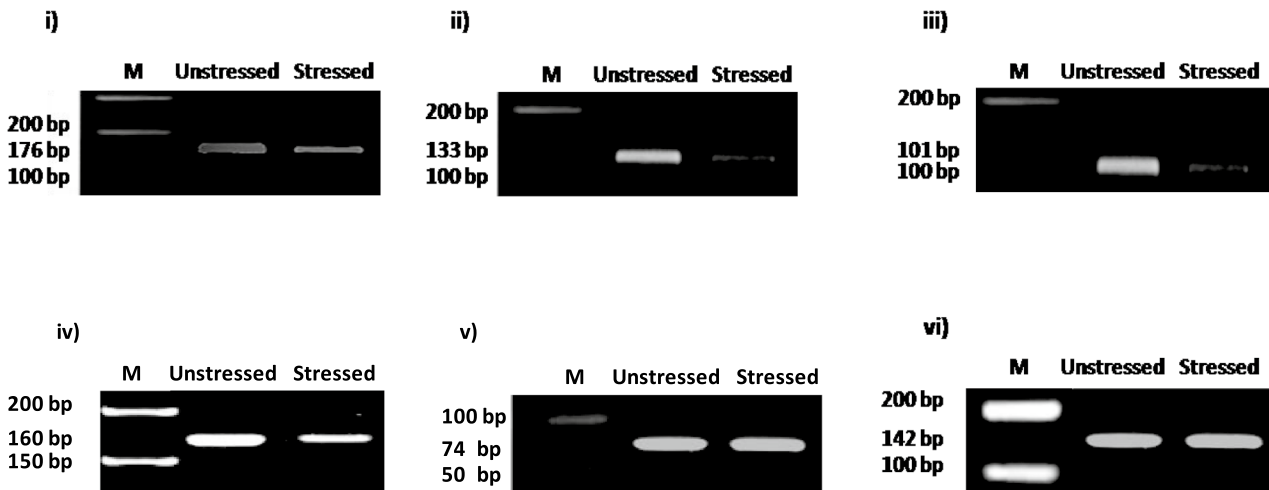 i)
M Unstressed Stressed
200 bp
176 bp
100 bp
ii)
M Unstressed Stressed
200 bp
133 bp
100 bp
iii)
M Unstressed Stressed
200 bp
101 bp
100 bp
iv)
M Unstressed Stressed
200 bp
160 bp
150 bp
v)
M Unstressed Stressed
100 bp
74 bp
50 bp
vi)
M Unstressed Stressed
200 bp
142 bp
100 bp